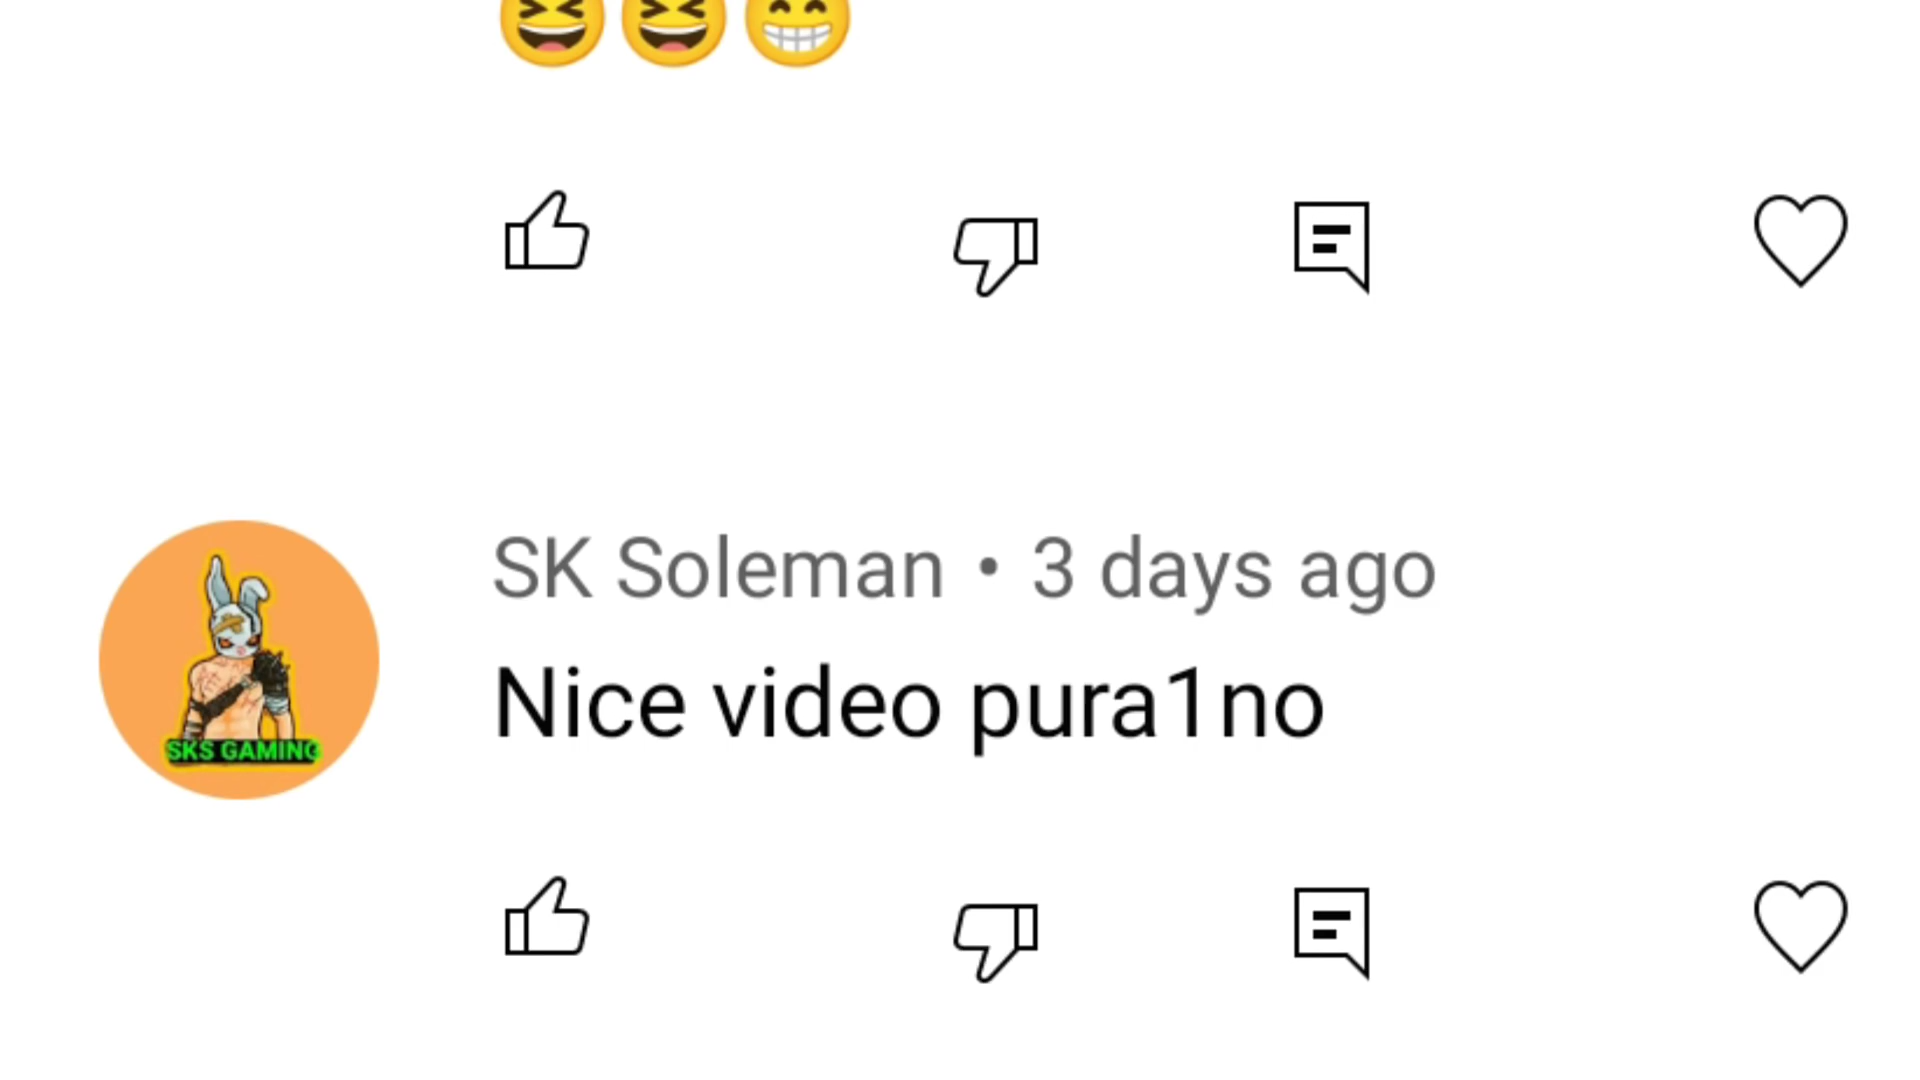 😆😆😁
SK Soleman • 3 days ago
Nice video pura1no
SKS GAMING